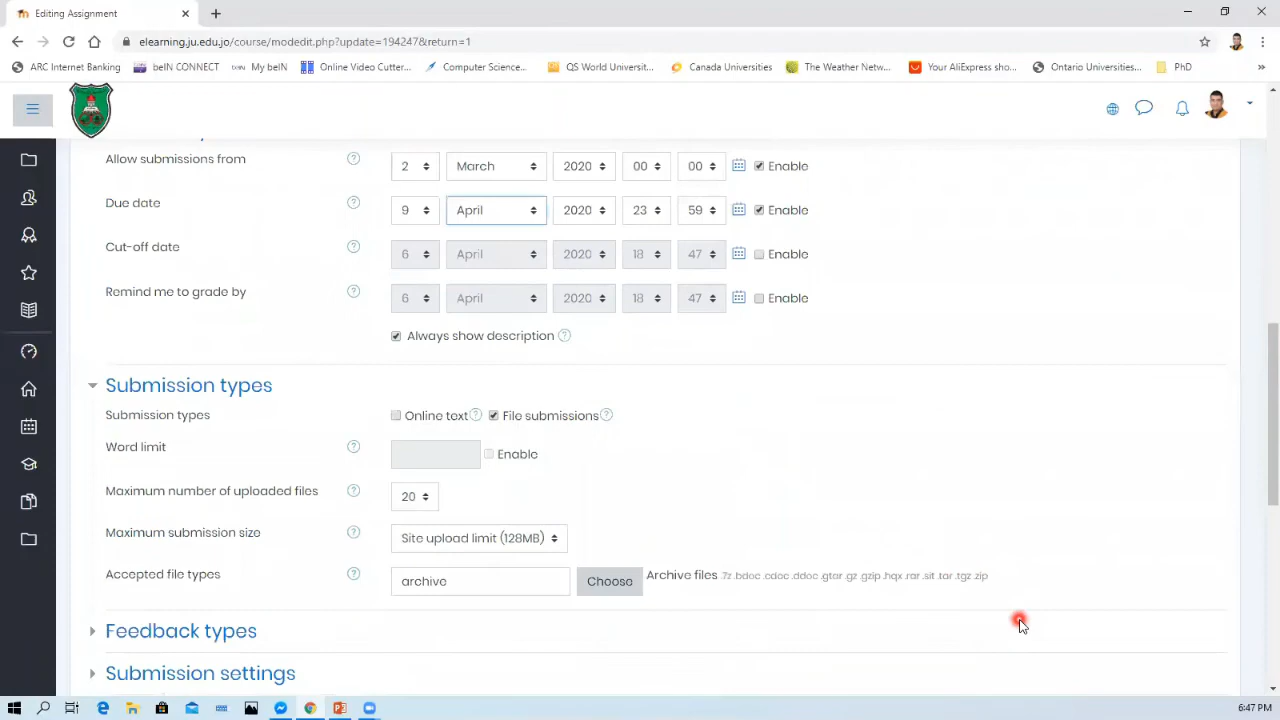 Editing Assignment
elearning.ju.edu.jo/course/modedit.php?update=194247&return=1
ARC Internet Banking beIN CONNECT My beIN Online Video Cutter... Computer Science... QS World Universit... Canada Universities The Weather Netw... Your AliExpress sho... Ontario Universities... PhD »
Allow submissions from ? 2 March 2020 00 00 Enable
Due date ? 9 April 2020 23 59 Enable
Cut-off date ? 6 April 2020 18 47 Enable
Remind me to grade by ? 6 April 2020 18 47 Enable
Always show description ?
Submission types
Submission types Online text ? File submissions ?
Word limit ? Enable
Maximum number of uploaded files ? 20
Maximum submission size ? Site upload limit (128MB)
Accepted file types ? archive Choose Archive files .7z .bdoc .cdoc .ddoc .gtar .gz .gzip .hqx .rar .sit .tar .tgz .zip
Feedback types
Submission settings
6:47 PM